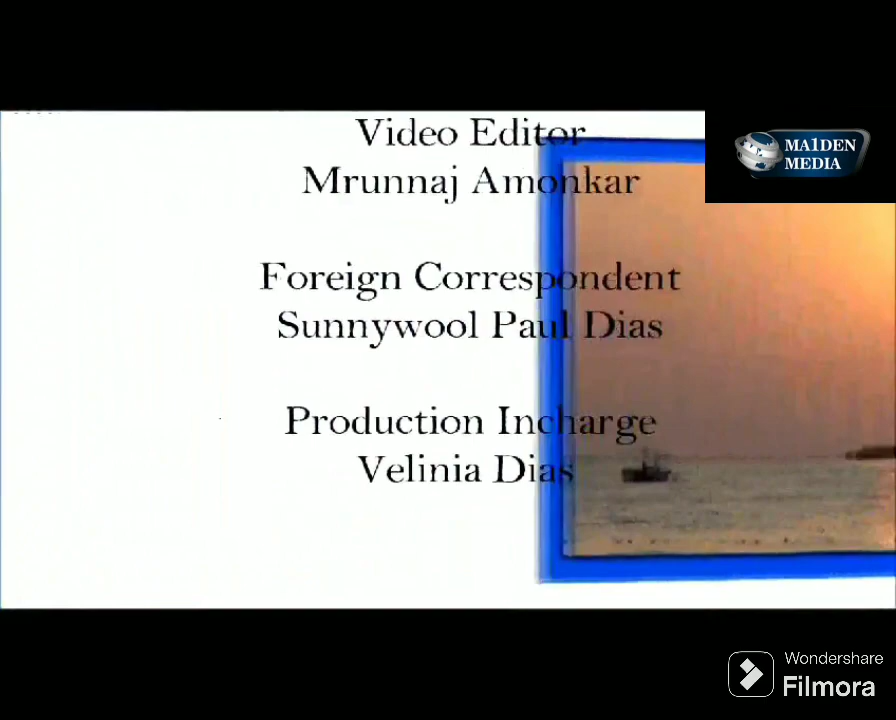 Video Editor
Mrunnaj Amonkar
Foreign Correspondent
Sunnywool Paul Dias
Production Incharge
Velinia Dias
MA1DEN
MEDIA
Wondershare
Filmora